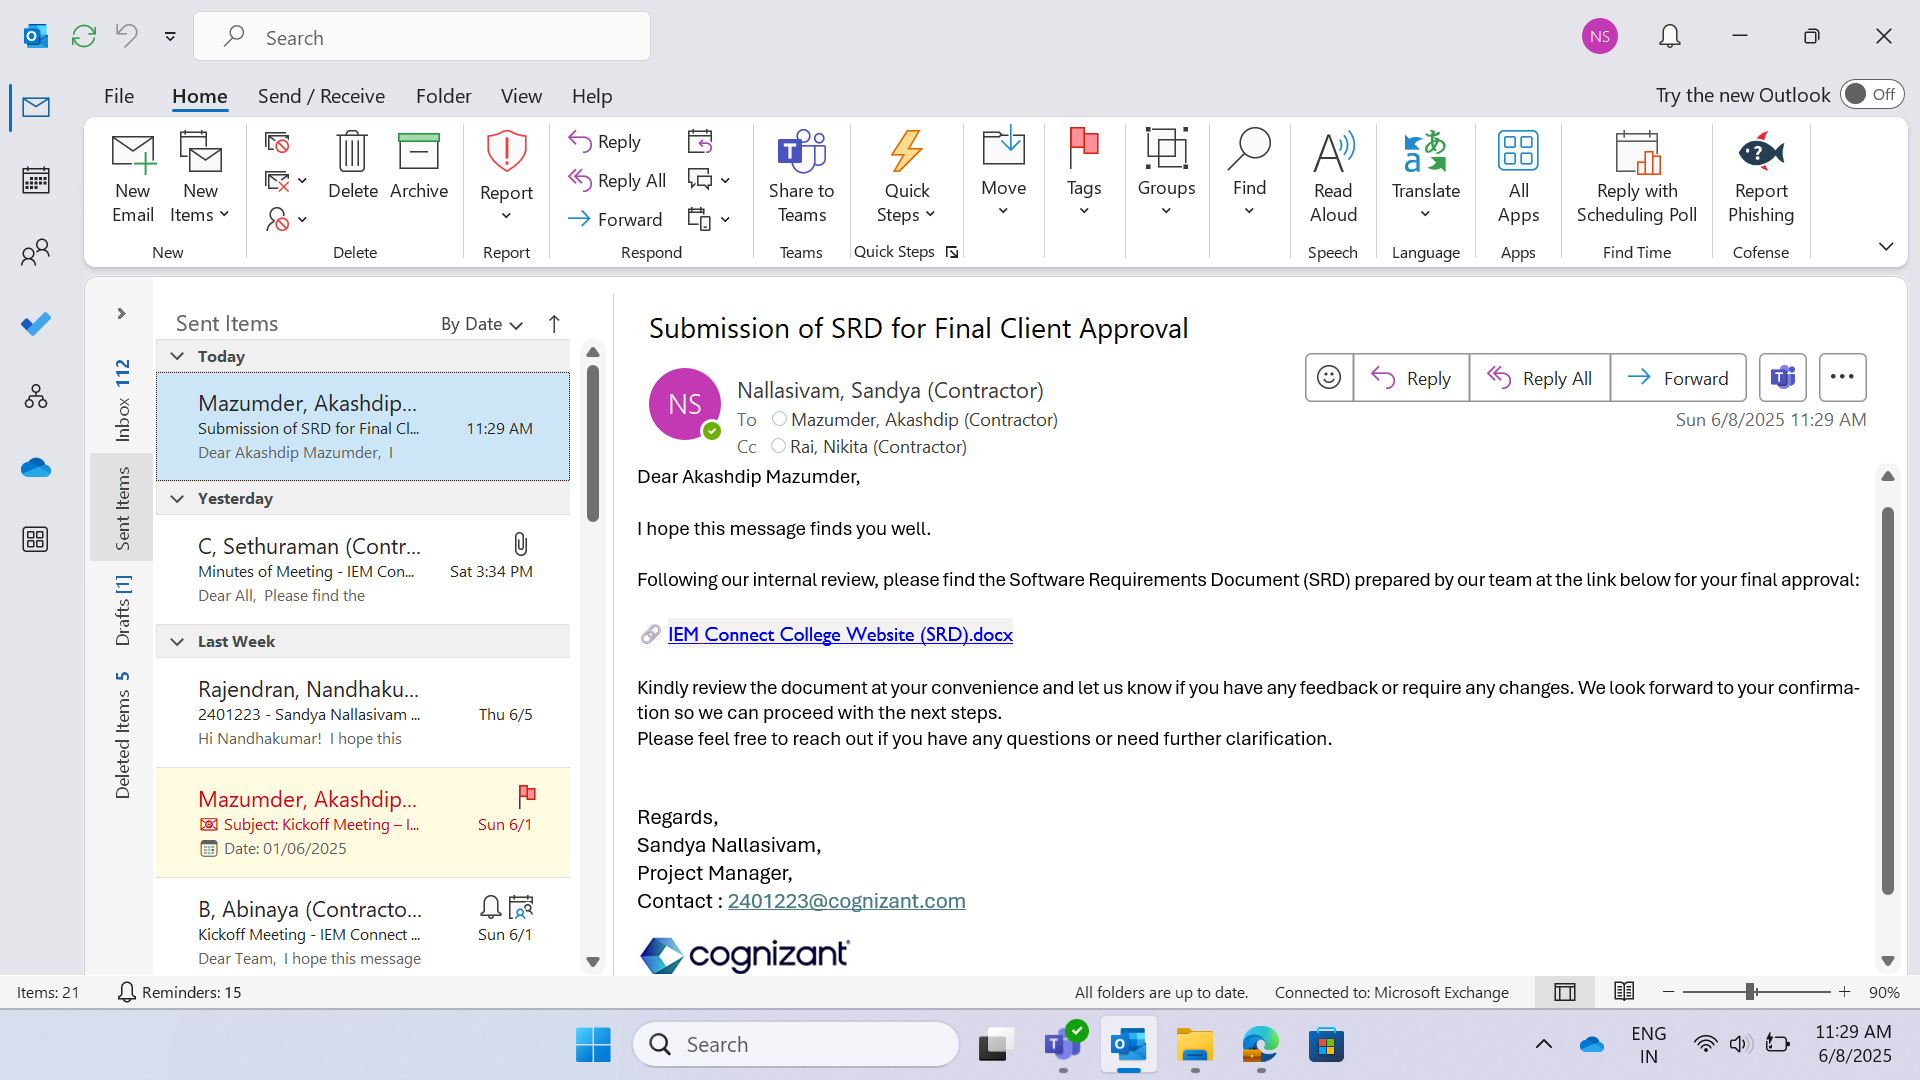 Search
NS
File
Home
Send / Receive
Folder
View
Help
Try the new Outlook
Off
New
Email
New
Items
New
Delete
Archive
Delete
Report
Report
Reply
Reply All
Forward
Respond
Share to
Teams
Teams
Quick
Steps
Quick Steps
Move
Tags
Groups
Find
Read
Aloud
Speech
Translate
Language
All
Apps
Apps
Reply with
Scheduling Poll
Find Time
Report
Phishing
Cofense
Inbox 112
Sent Items
Drafts [1]
Deleted Items 5
Sent Items
By Date
Today
Mazumder, Akashdip...
Submission of SRD for Final Cl... 11:29 AM
Dear Akashdip Mazumder, I
Yesterday
C, Sethuraman (Contr...
Minutes of Meeting - IEM Con... Sat 3:34 PM
Dear All, Please find the
Last Week
Rajendran, Nandhaku...
2401223 - Sandya Nallasivam ... Thu 6/5
Hi Nandhakumar! I hope this
Mazumder, Akashdip...
Subject: Kickoff Meeting – I... Sun 6/1
Date: 01/06/2025
B, Abinaya (Contracto...
Kickoff Meeting - IEM Connect ... Sun 6/1
Dear Team, I hope this message
Submission of SRD for Final Client Approval
NS
Nallasivam, Sandya (Contractor)
To Mazumder, Akashdip (Contractor)
Cc Rai, Nikita (Contractor)
Reply
Reply All
Forward
Sun 6/8/2025 11:29 AM
Dear Akashdip Mazumder,
I hope this message finds you well.
Following our internal review, please find the Software Requirements Document (SRD) prepared by our team at the link below for your final approval:
IEM Connect College Website (SRD).docx
Kindly review the document at your convenience and let us know if you have any feedback or require any changes. We look forward to your confirma-
tion so we can proceed with the next steps.
Please feel free to reach out if you have any questions or need further clarification.
Regards,
Sandya Nallasivam,
Project Manager,
Contact : 2401223@cognizant.com
cognizant
Items: 21
Reminders: 15
All folders are up to date.
Connected to: Microsoft Exchange
90%
Search
ENG
IN
11:29 AM
6/8/2025